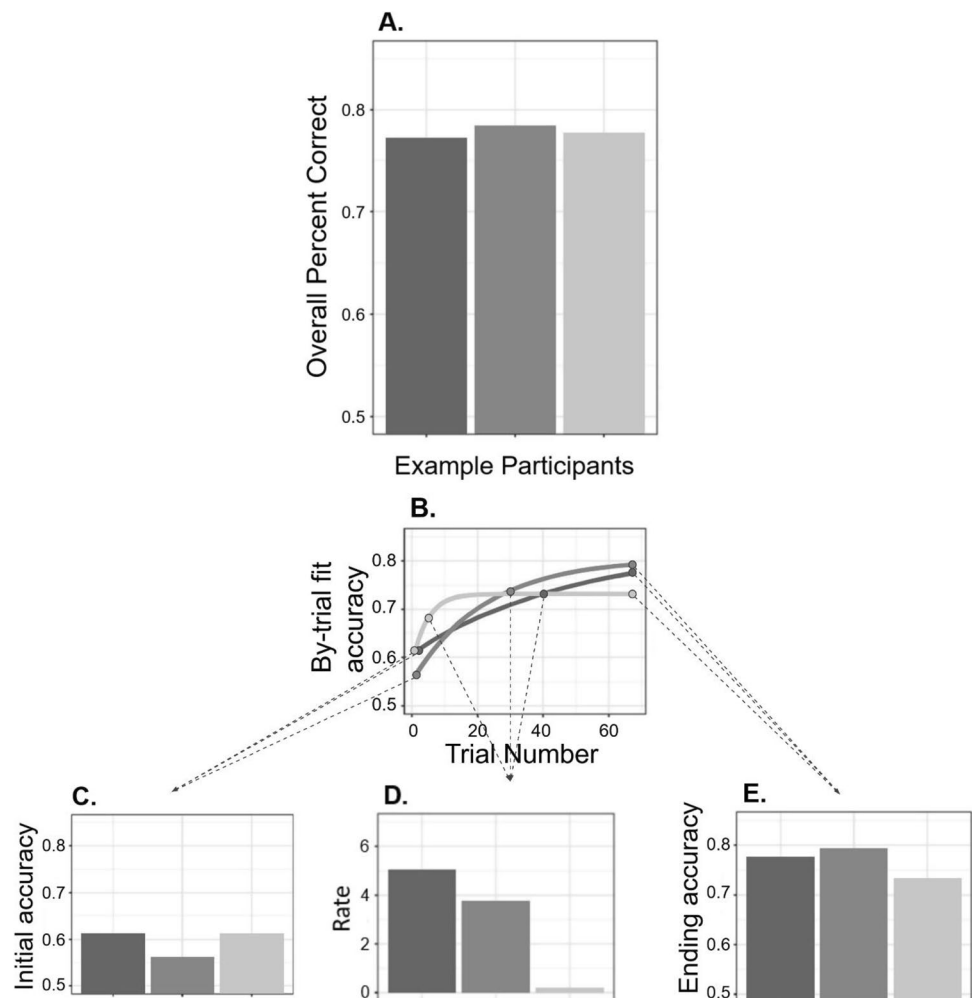 A.
Overall Percent Correct
0.8
0.7
0.6
0.5
Example Participants
B.
By-trial fit
accuracy
0.8
0.7
0.6
0.5
0 20 40 60
Trial Number
C.
Initial accuracy
0.8
0.7
0.6
0.5
D.
Rate
6
4
2
0
E.
Ending accuracy
0.8
0.7
0.6
0.5